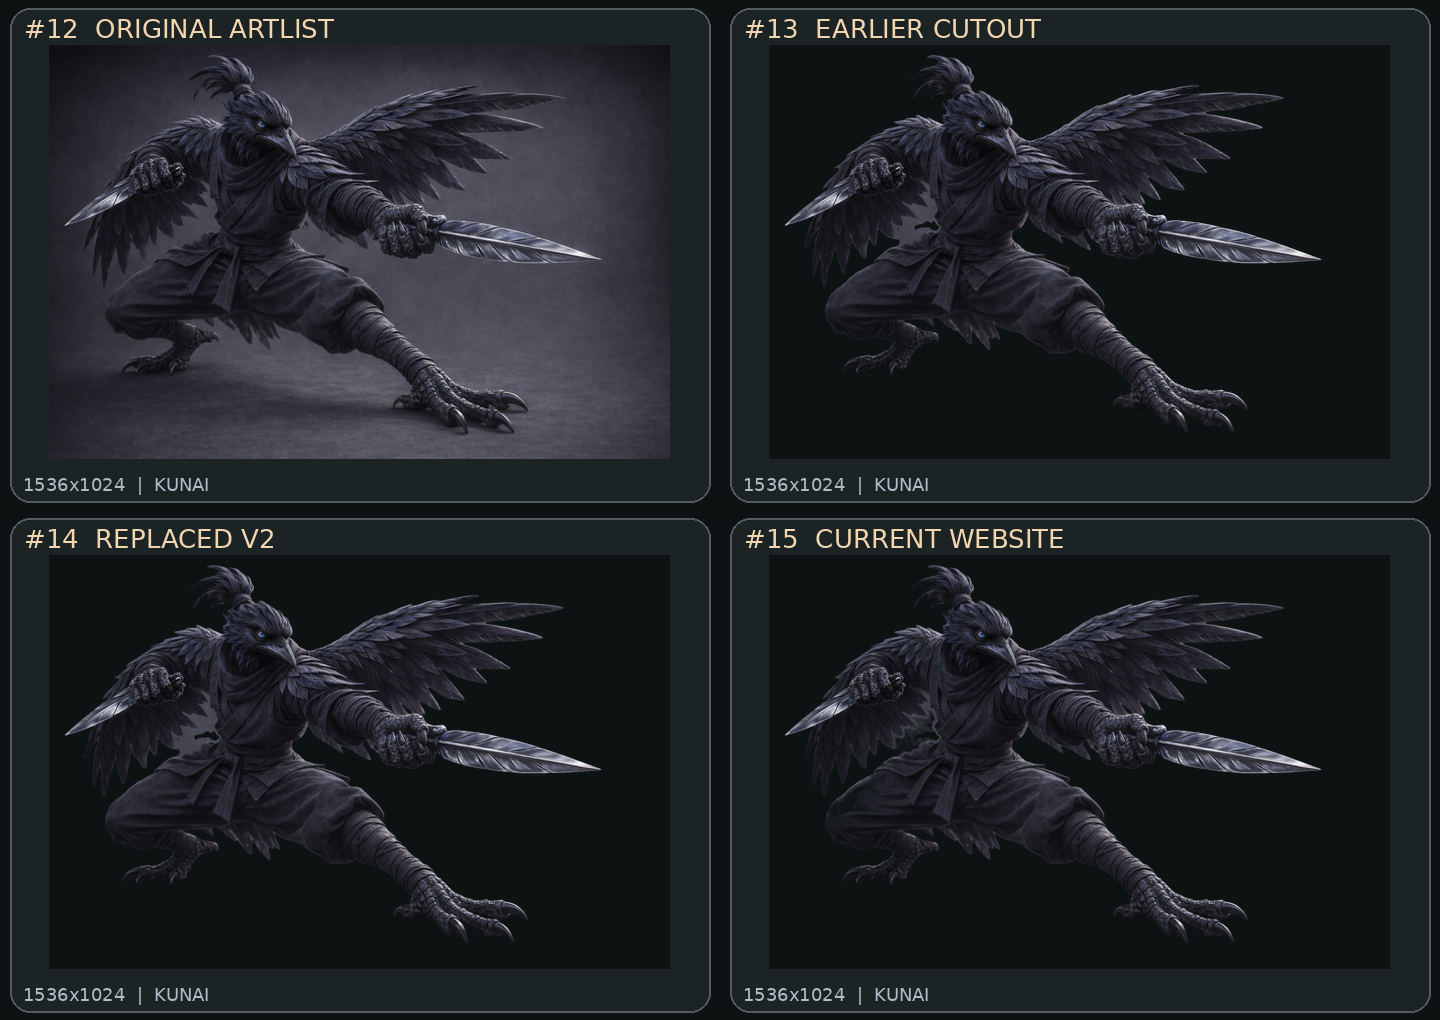 #12 ORIGINAL ARTLIST
1536x1024 | KUNAI
#13 EARLIER CUTOUT
1536x1024 | KUNAI
#14 REPLACED V2
1536x1024 | KUNAI
#15 CURRENT WEBSITE
1536x1024 | KUNAI